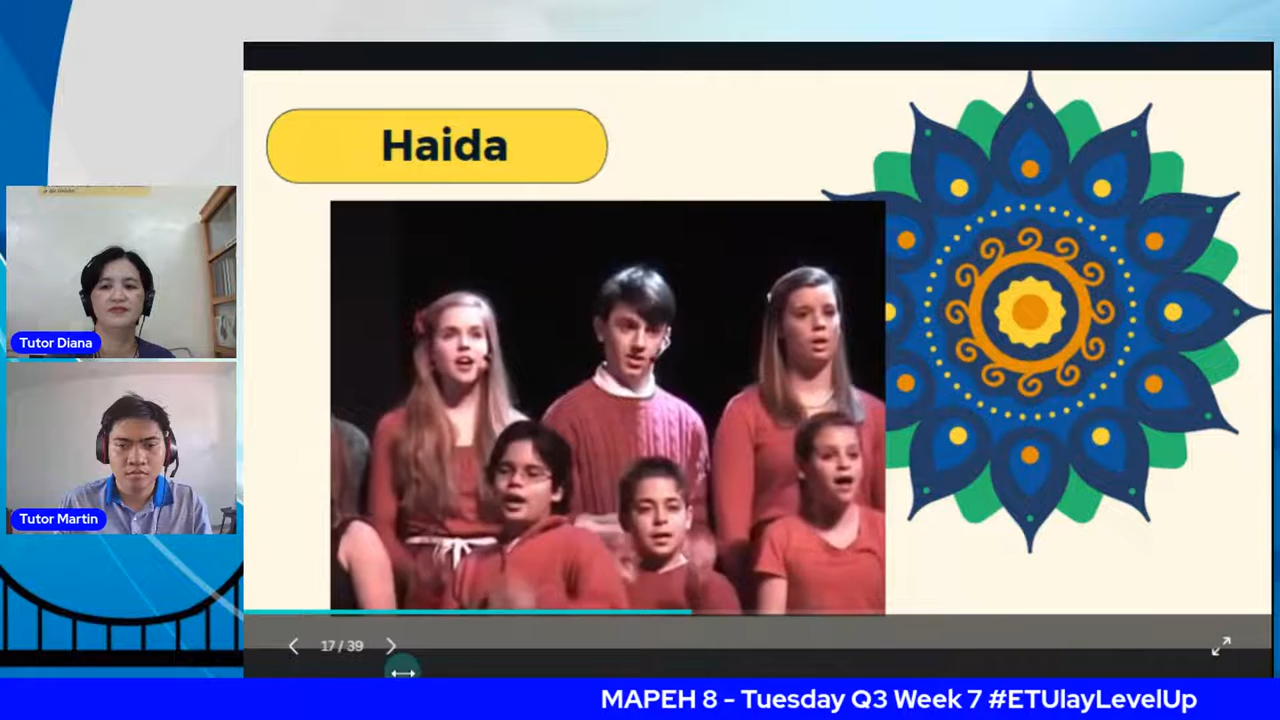 Haida
Tutor Diana
Tutor Martin
17 / 39
MAPEH 8 - Tuesday Q3 Week 7 #ETUlayLevelUp